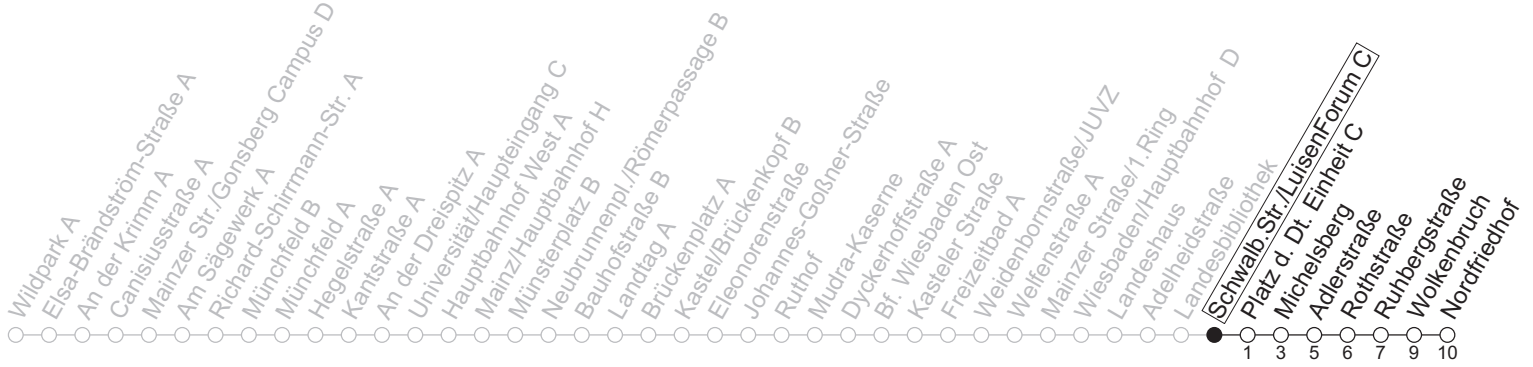 Wildpark A
Elsa-Brändström-Straße A
An der Krimm A
Canisiusstraße A
Mainzer Str./Gonsberg Campus D
Am Sägewerk A
Richard-Schirrmann-Str. A
Münchfeld B
Münchfeld A
Hegelstraße A
Kantstraße A
An der Dreispitz A
Universität/Haupteingang C
Hauptbahnhof West A
Mainz/Hauptbahnhof H
Münsterplatz B
Neubrunnenpl./Römerpassage B
Bauhofstraße B
Landtag A
Brückenplatz A
Kastel/Brückenkopf B
Eleonorenstraße
Johannes-Goßner-Straße
Ruthof
Mudra-Kaserne
Dyckerhoffstraße A
Bf. Wiesbaden Ost
Kasteler Straße
Freizeitbad A
Weidenbornstraße/JUVZ
Welfenstraße A
Mainzer Straße/1.Ring
Wiesbaden/Hauptbahnhof D
Landeshaus
Adelheidstraße
Landesbibliothek
Schwalb.Str./LuisenForum C
Platz d. Dt. Einheit C
Michelsberg
Adlerstraße
Rothstraße
Ruhbergstraße
Wolkenbruch
Nordfriedhof
1 3 5 6 7 9 10